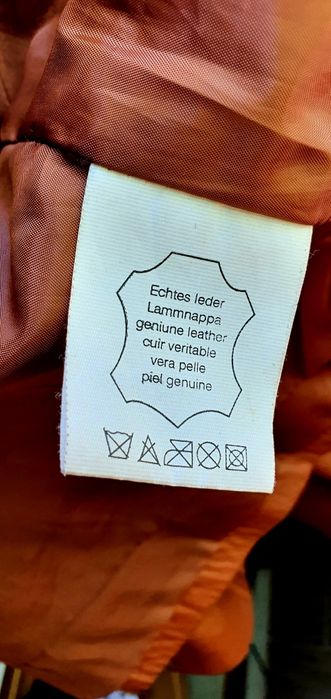 Echtes leder
Lammnappa
geniune leather
cuir veritable
vera pelle
piel genuine